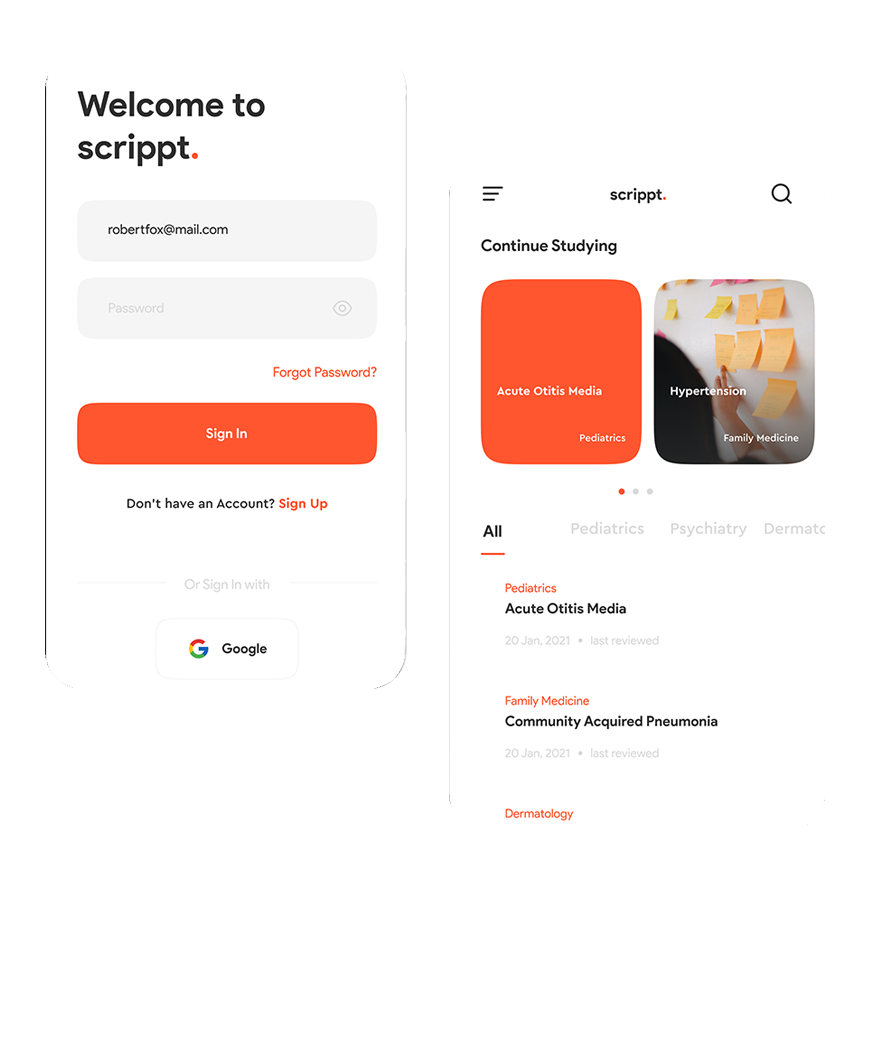 Welcome to
scrippt.
robertfox@mail.com
Password
Forgot Password?
Sign In
Don't have an Account? Sign Up
Or Sign In with
Google
scrippt.
Continue Studying
Acute Otitis Media
Pediatrics
Hypertension
Family Medicine
All Pediatrics Psychiatry Dermatc
Pediatrics
Acute Otitis Media
20 Jan, 2021 • last reviewed
Family Medicine
Community Acquired Pneumonia
20 Jan, 2021 • last reviewed
Dermatology